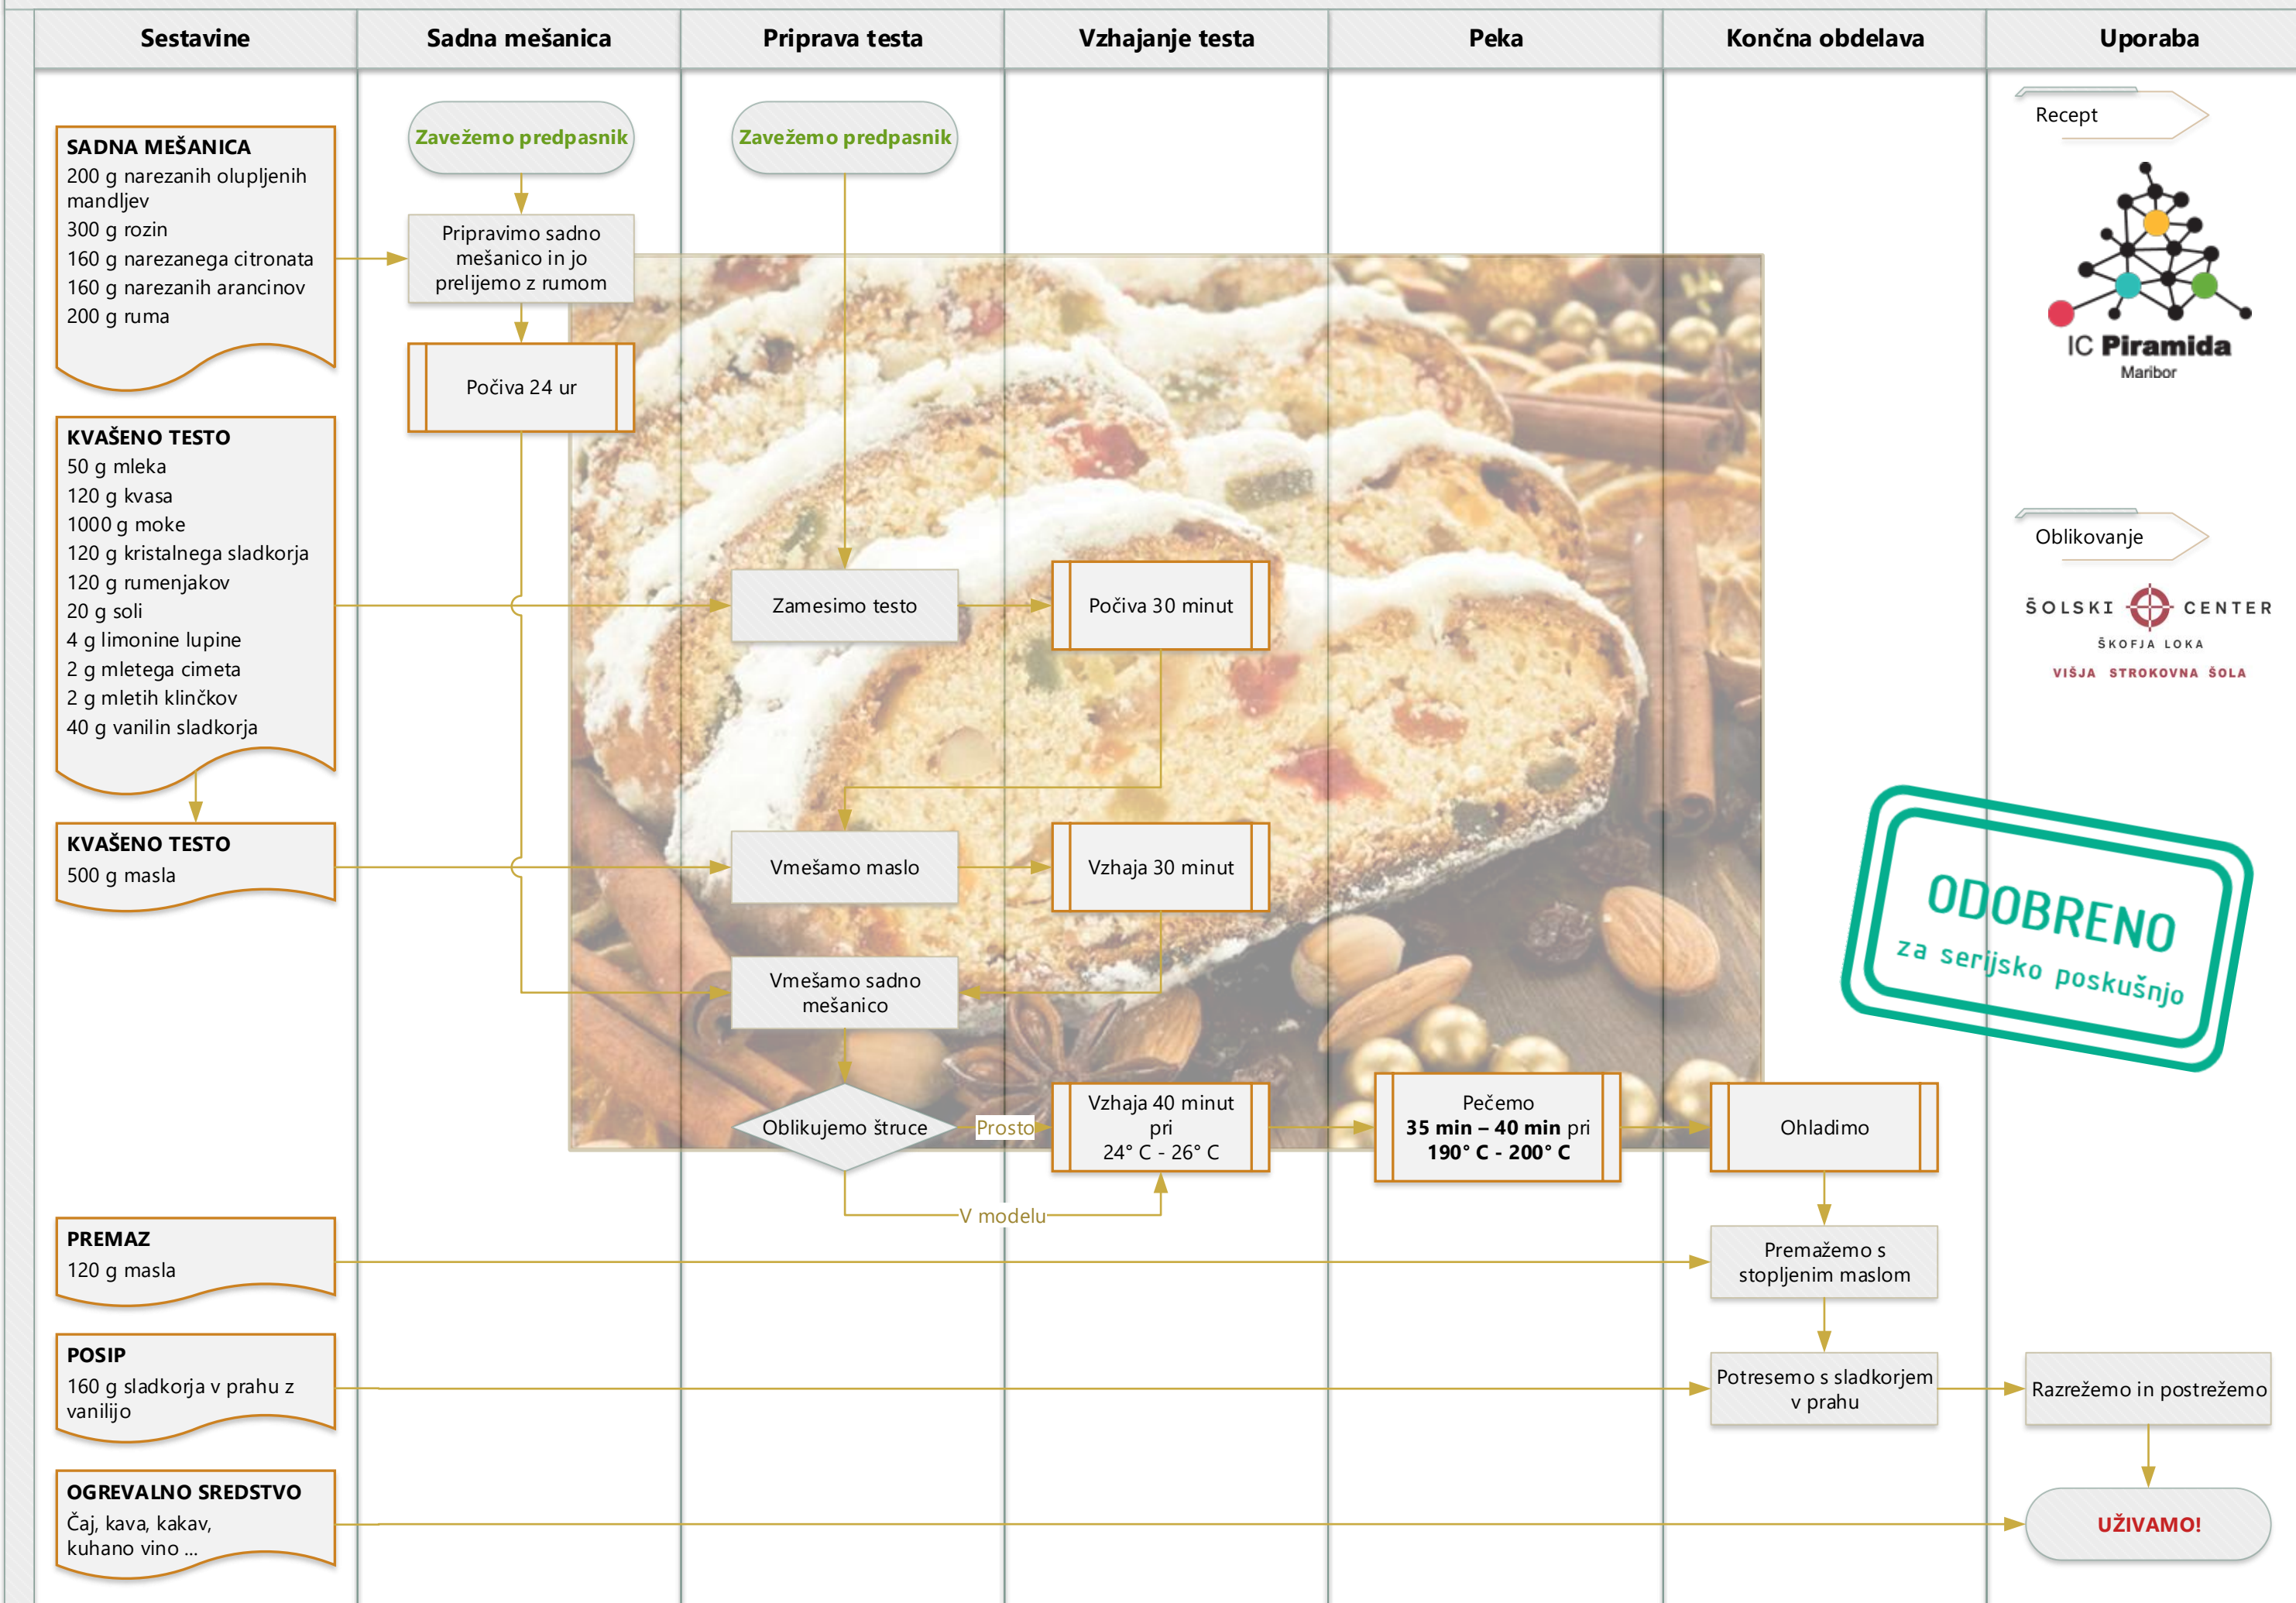 Sestavine
Sadna mešanica
Priprava testa
Vzhajanje testa
Peka
Končna obdelava
Uporaba
SADNA MEŠANICA
200 g narezanih olupljenih
mandljev
300 g rozin
160 g narezanega citronata
160 g narezanih arancinov
200 g ruma
KVAŠENO TESTO
50 g mleka
120 g kvasa
1000 g moke
120 g kristalnega sladkorja
120 g rumenjakov
20 g soli
4 g limonine lupine
2 g mletega cimeta
2 g mletih klinčkov
40 g vanilin sladkorja
KVAŠENO TESTO
500 g masla
PREMAZ
120 g masla
POSIP
160 g sladkorja v prahu z
vanilijo
OGREVALNO SREDSTVO
Čaj, kava, kakav,
kuhano vino ...
Zavežemo predpasnik
Pripravimo sadno
mešanico in jo
prelijemo z rumom
Počiva 24 ur
Zavežemo predpasnik
Zamesimo testo
Vmešamo maslo
Vmešamo sadno
mešanico
Oblikujemo štruce
Prosto
V modelu
Počiva 30 minut
Vzhaja 30 minut
Vzhaja 40 minut
pri
24° C - 26° C
Pečemo
35 min – 40 min pri
190° C - 200° C
Ohladimo
Premažemo s
stopljenim maslom
Potresemo s sladkorjem
v prahu
Recept
IC Piramida
Maribor
Oblikovanje
ŠOLSKI CENTER
ŠKOFJA LOKA
VIŠJA STROKOVNA ŠOLA
ODOBRENO
za serijsko poskušnjo
Razrežemo in postrežemo
UŽIVAMO!